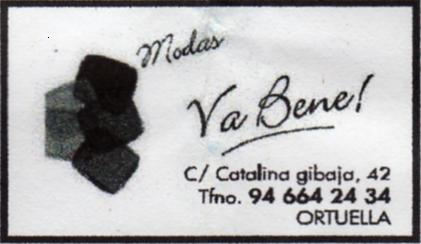 Modas
Va Bene!
C/ Catalina gibaja, 42
Tfno. 94 664 24 34
ORTUELLA